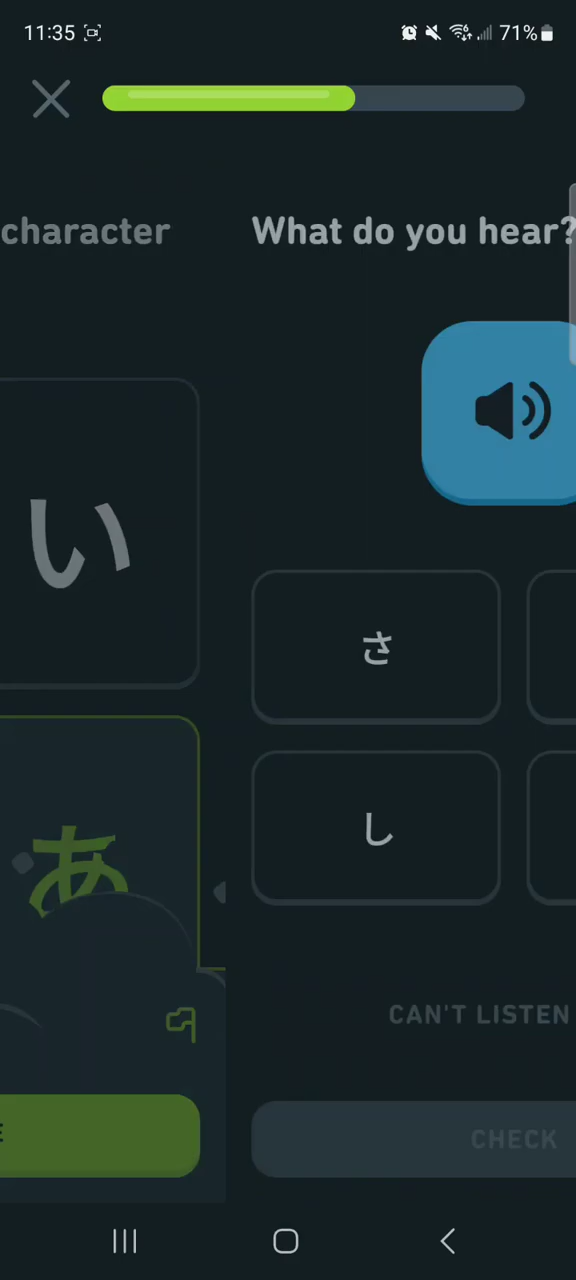 11:35
71%
character
What do you hear?
い
さ
し
あ
CAN'T LISTEN
CHECK